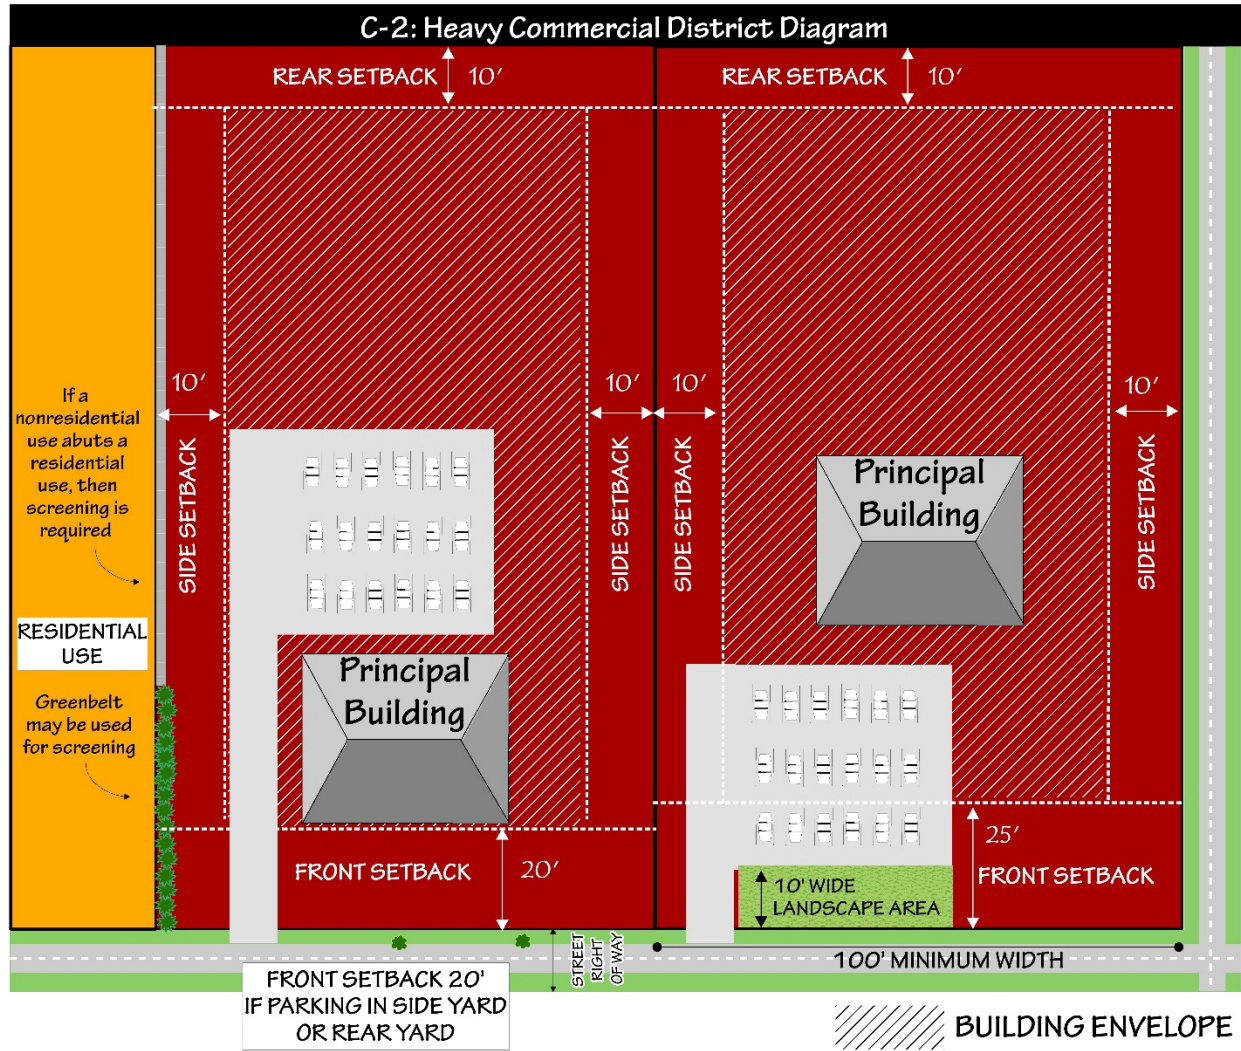 C-2: Heavy Commercial District Diagram
REAR SETBACK 10'
REAR SETBACK 10'
10'
10'
10'
10'
If a
nonresidential
use abuts a
residential
use, then
screening is
required
SIDE SETBACK
SIDE SETBACK
SIDE SETBACK
SIDE SETBACK
Principal
Building
RESIDENTIAL
USE
Principal
Building
Greenbelt
may be used
for screening
FRONT SETBACK
20'
25'
FRONT SETBACK
10' WIDE
LANDSCAPE AREA
STREET
RIGHT
OF WAY
100' MINIMUM WIDTH
FRONT SETBACK 20'
IF PARKING IN SIDE YARD
OR REAR YARD
BUILDING ENVELOPE